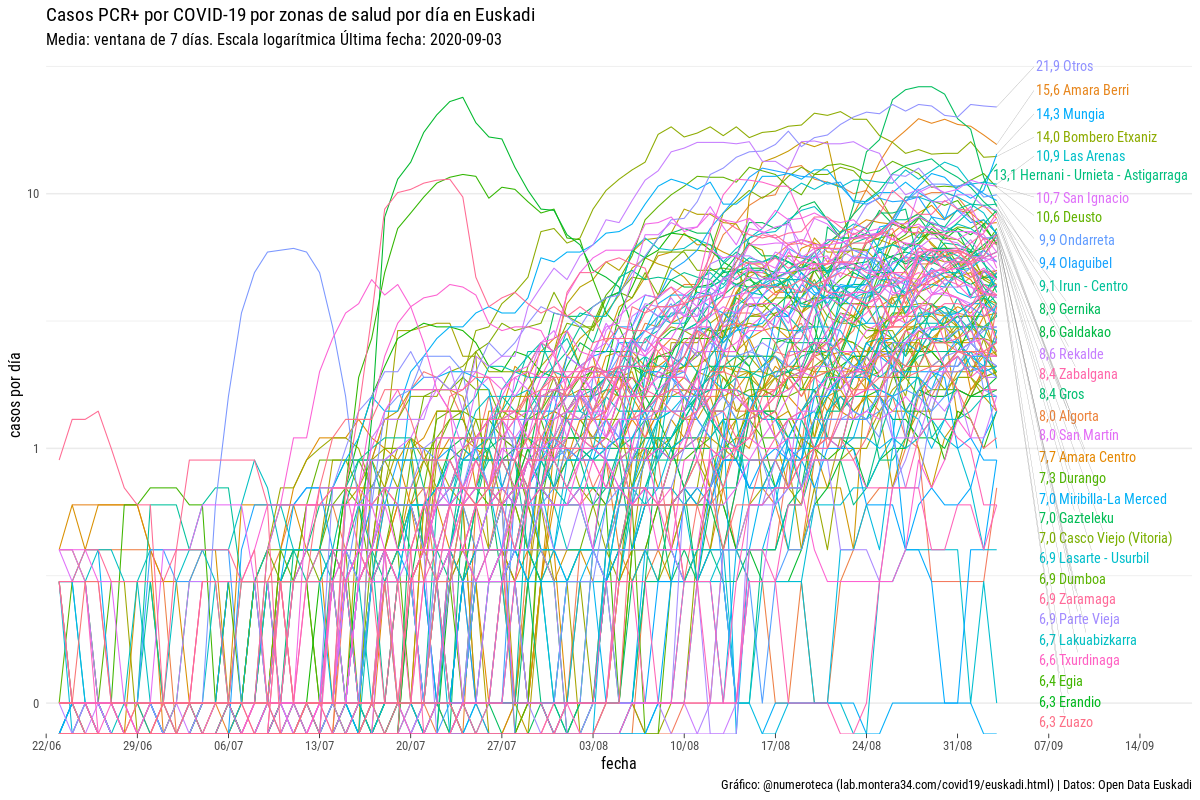 Casos PCR+ por COVID-19 por zonas de salud por día en Euskadi
Media: ventana de 7 días. Escala logarítmica Última fecha: 2020-09-03
21,9 Otros
15,6 Amara Berri
14,3 Mungia
14,0 Bombero Etxaniz
10,9 Las Arenas
13,1 Hernani - Urnieta - Astigarraga
10,7 San Ignacio
10,6 Deusto
9,9 Ondarreta
9,4 Olaguibel
9,1 Irun - Centro
8,9 Gernika
8,6 Galdakao
8,6 Rekalde
8,4 Zabalgana
8,4 Gros
8,0 Algorta
8,0 San Martín
7,7 Amara Centro
7,3 Durango
7,0 Miribilla-La Merced
7,0 Gazteleku
7,0 Casco Viejo (Vitoria)
6,9 Lasarte - Usurbil
6,9 Dumboa
6,9 Zaramaga
6,9 Parte Vieja
6,7 Lakuabizkarra
6,6 Txurdinaga
6,4 Egia
6,3 Erandio
6,3 Zuazo
casos por día
10
1
0
22/06 29/06 06/07 13/07 20/07 27/07 03/08 10/08 17/08 24/08 31/08 07/09 14/09
fecha
Gráfico: @numeroteca (lab.montera34.com/covid19/euskadi.html) | Datos: Open Data Euskadi